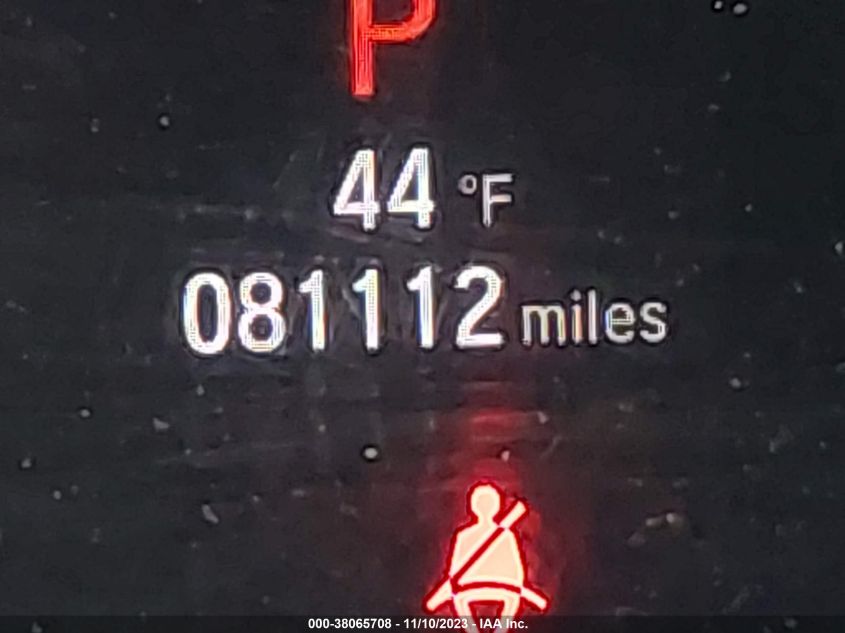 P
44 °F
081112 miles
000-38065708 - 11/10/2023 - IAA Inc.